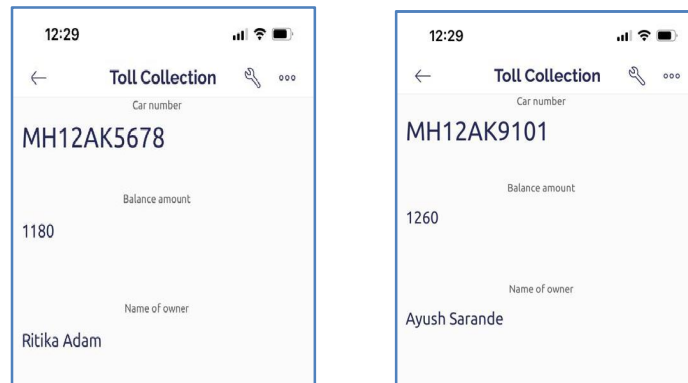 12:29
Toll Collection
Car number
MH12AK5678
Balance amount
1180
Name of owner
Ritika Adam
12:29
Toll Collection
Car number
MH12AK9101
Balance amount
1260
Name of owner
Ayush Sarande